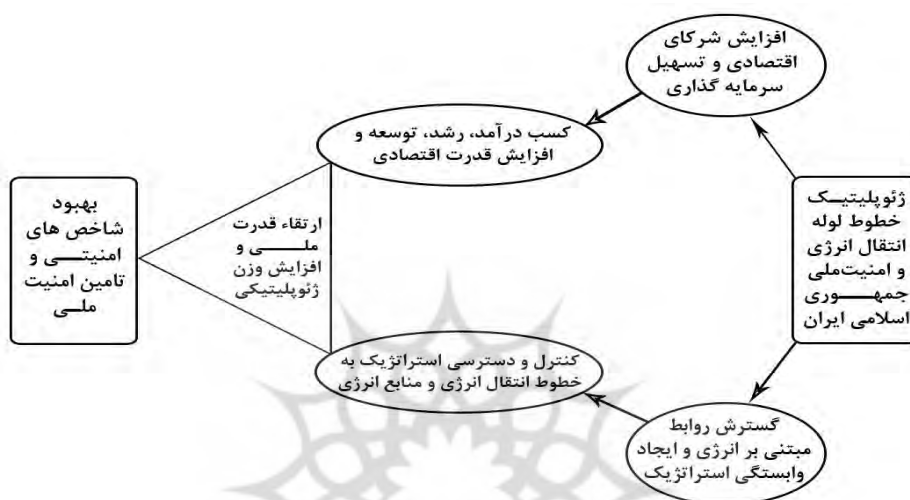 افزایش شرکای
اقتصادی و تسهیل
سرمایه گذاری
کسب درآمد، رشد، توسعه و
افزایش قدرت اقتصادی
ژئوپلیتیک
خطوط لوله
انتقال انرژی
و امنیت‌ملی
جمهوری
اسلامی ایران
ارتقاء قدرت
ملی و
افزایش وزن
ژئوپلیتیکی
بهبود
شاخص های
امنیتی و
تامین امنیت
ملی
کنترل و دسترسی استراتژیک به
خطوط انتقال انرژی و منابع انرژی
گسترش روابط
مبتنی بر انرژی و ایجاد
وابستگی استراتژیک